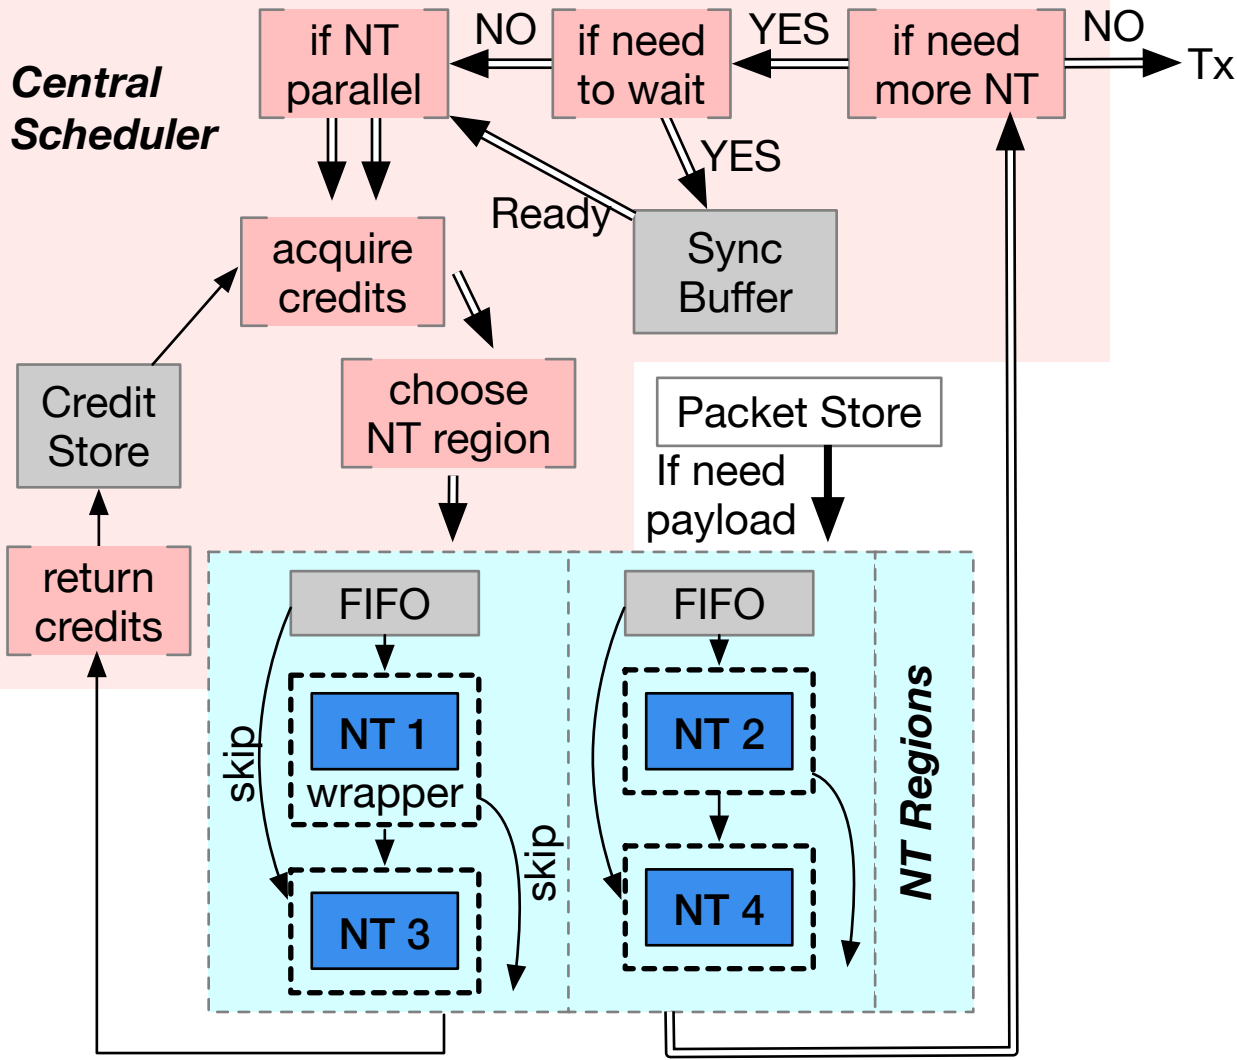 Central
Scheduler
if NT
parallel
NO
if need
to wait
YES
if need
more NT
NO
Tx
YES
Ready
acquire
credits
Sync
Buffer
Credit
Store
choose
NT region
Packet Store
If need
payload
return
credits
FIFO
FIFO
skip
NT 1
wrapper
skip
NT 3
NT 2
NT 4
NT Regions